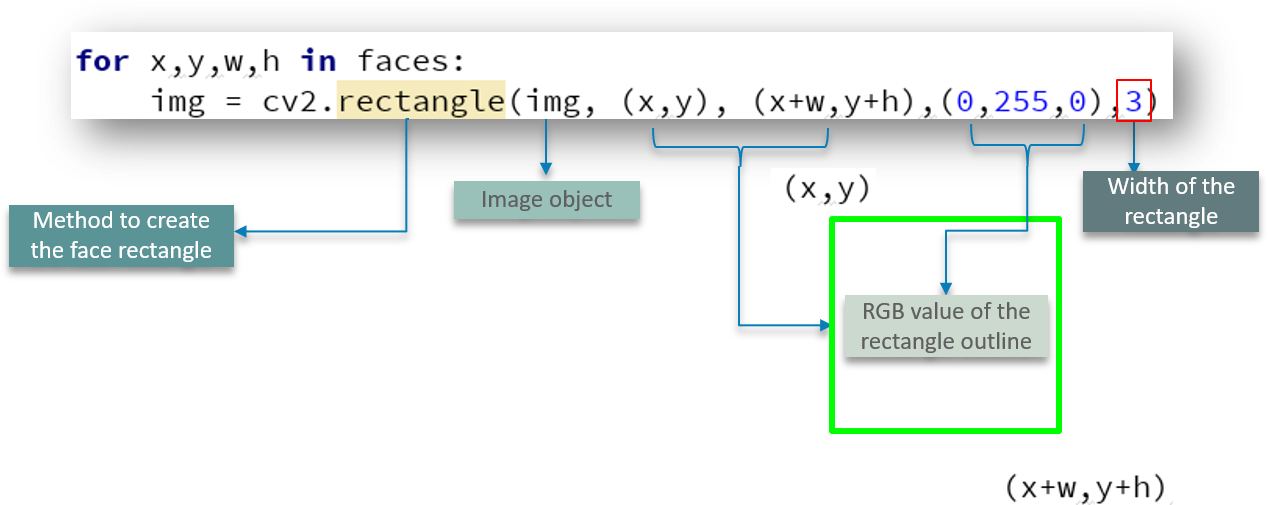 for x,y,w,h in faces:
img = cv2.rectangle(img, (x,y), (x+w,y+h),(0,255,0),3)
Method to create
the face rectangle
Image object
(x,y)
Width of the
rectangle
RGB value of the
rectangle outline
(x+w,y+h)